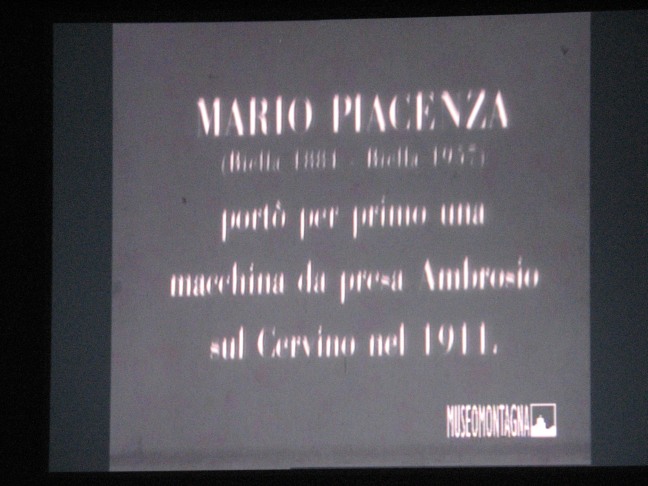 MARIO PIACENZA
(Biella 1884 - Biella 1957)
portò per primo una
macchina da presa Ambrosio
sul Cervino nel 1911.
MUSEOMONTAGNA